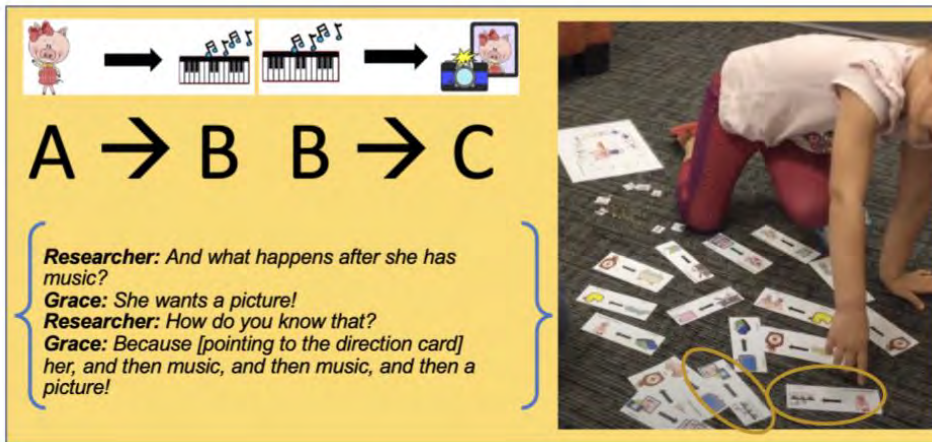 A → B B → C
Researcher: And what happens after she has
music?
Grace: She wants a picture!
Researcher: How do you know that?
Grace: Because [pointing to the direction card]
her, and then music, and then music, and then a
picture!